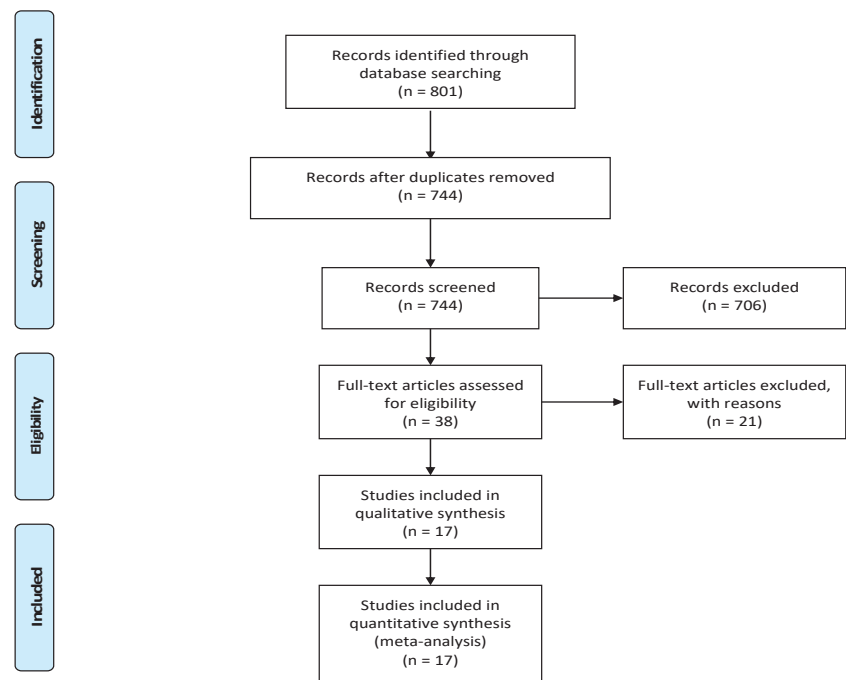 Identification
Records identified through
database searching
(n = 801)
Records after duplicates removed
(n = 744)
Screening
Records screened
(n = 744)
Records excluded
(n = 706)
Eligibility
Full-text articles assessed
for eligibility
(n = 38)
Full-text articles excluded,
with reasons
(n = 21)
Studies included in
qualitative synthesis
(n = 17)
Included
Studies included in
quantitative synthesis
(meta-analysis)
(n = 17)